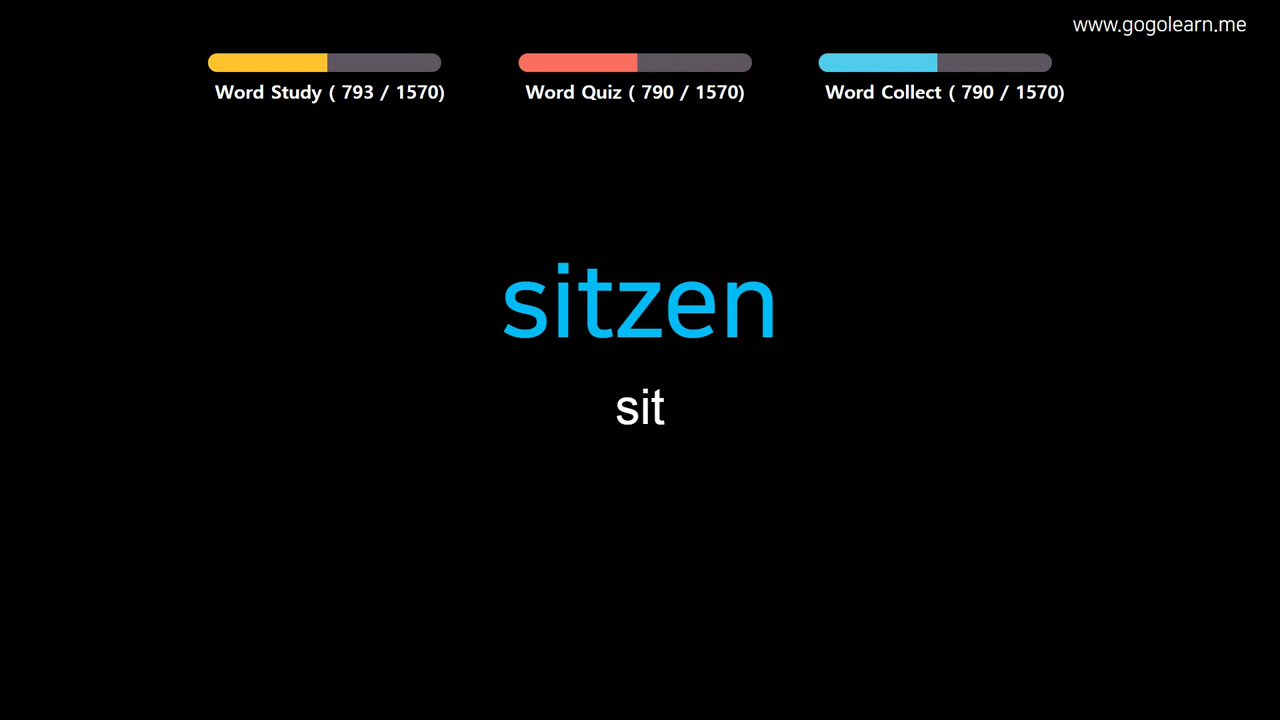 www.gogolearn.me
Word Study ( 793 / 1570)
Word Quiz ( 790 / 1570)
Word Collect ( 790 / 1570)
sitzen
sit